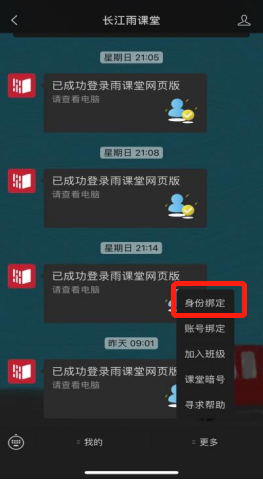 长江雨课堂
星期日 21:05
已成功登录雨课堂网页版
请查看电脑
星期日 21:08
已成功登录雨课堂网页版
请查看电脑
星期日 21:14
已成功登录雨课堂网页版
请查看电脑
昨天 09:01
已成功登录雨课堂网页版
请查看电脑
身份绑定
账号绑定
加入班级
课堂暗号
寻求帮助
我的
更多